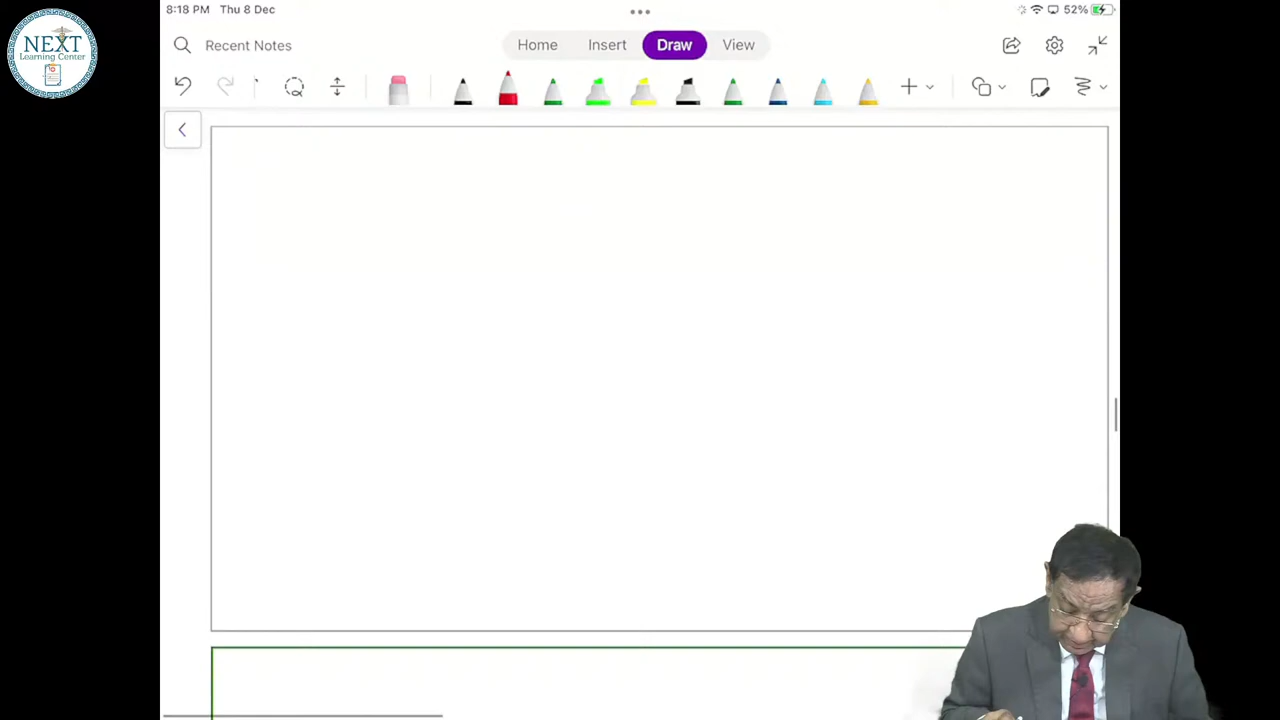 8:18 PM Thu 8 Dec
52%
NEXT
Learning Center
Recent Notes
Home Insert Draw View